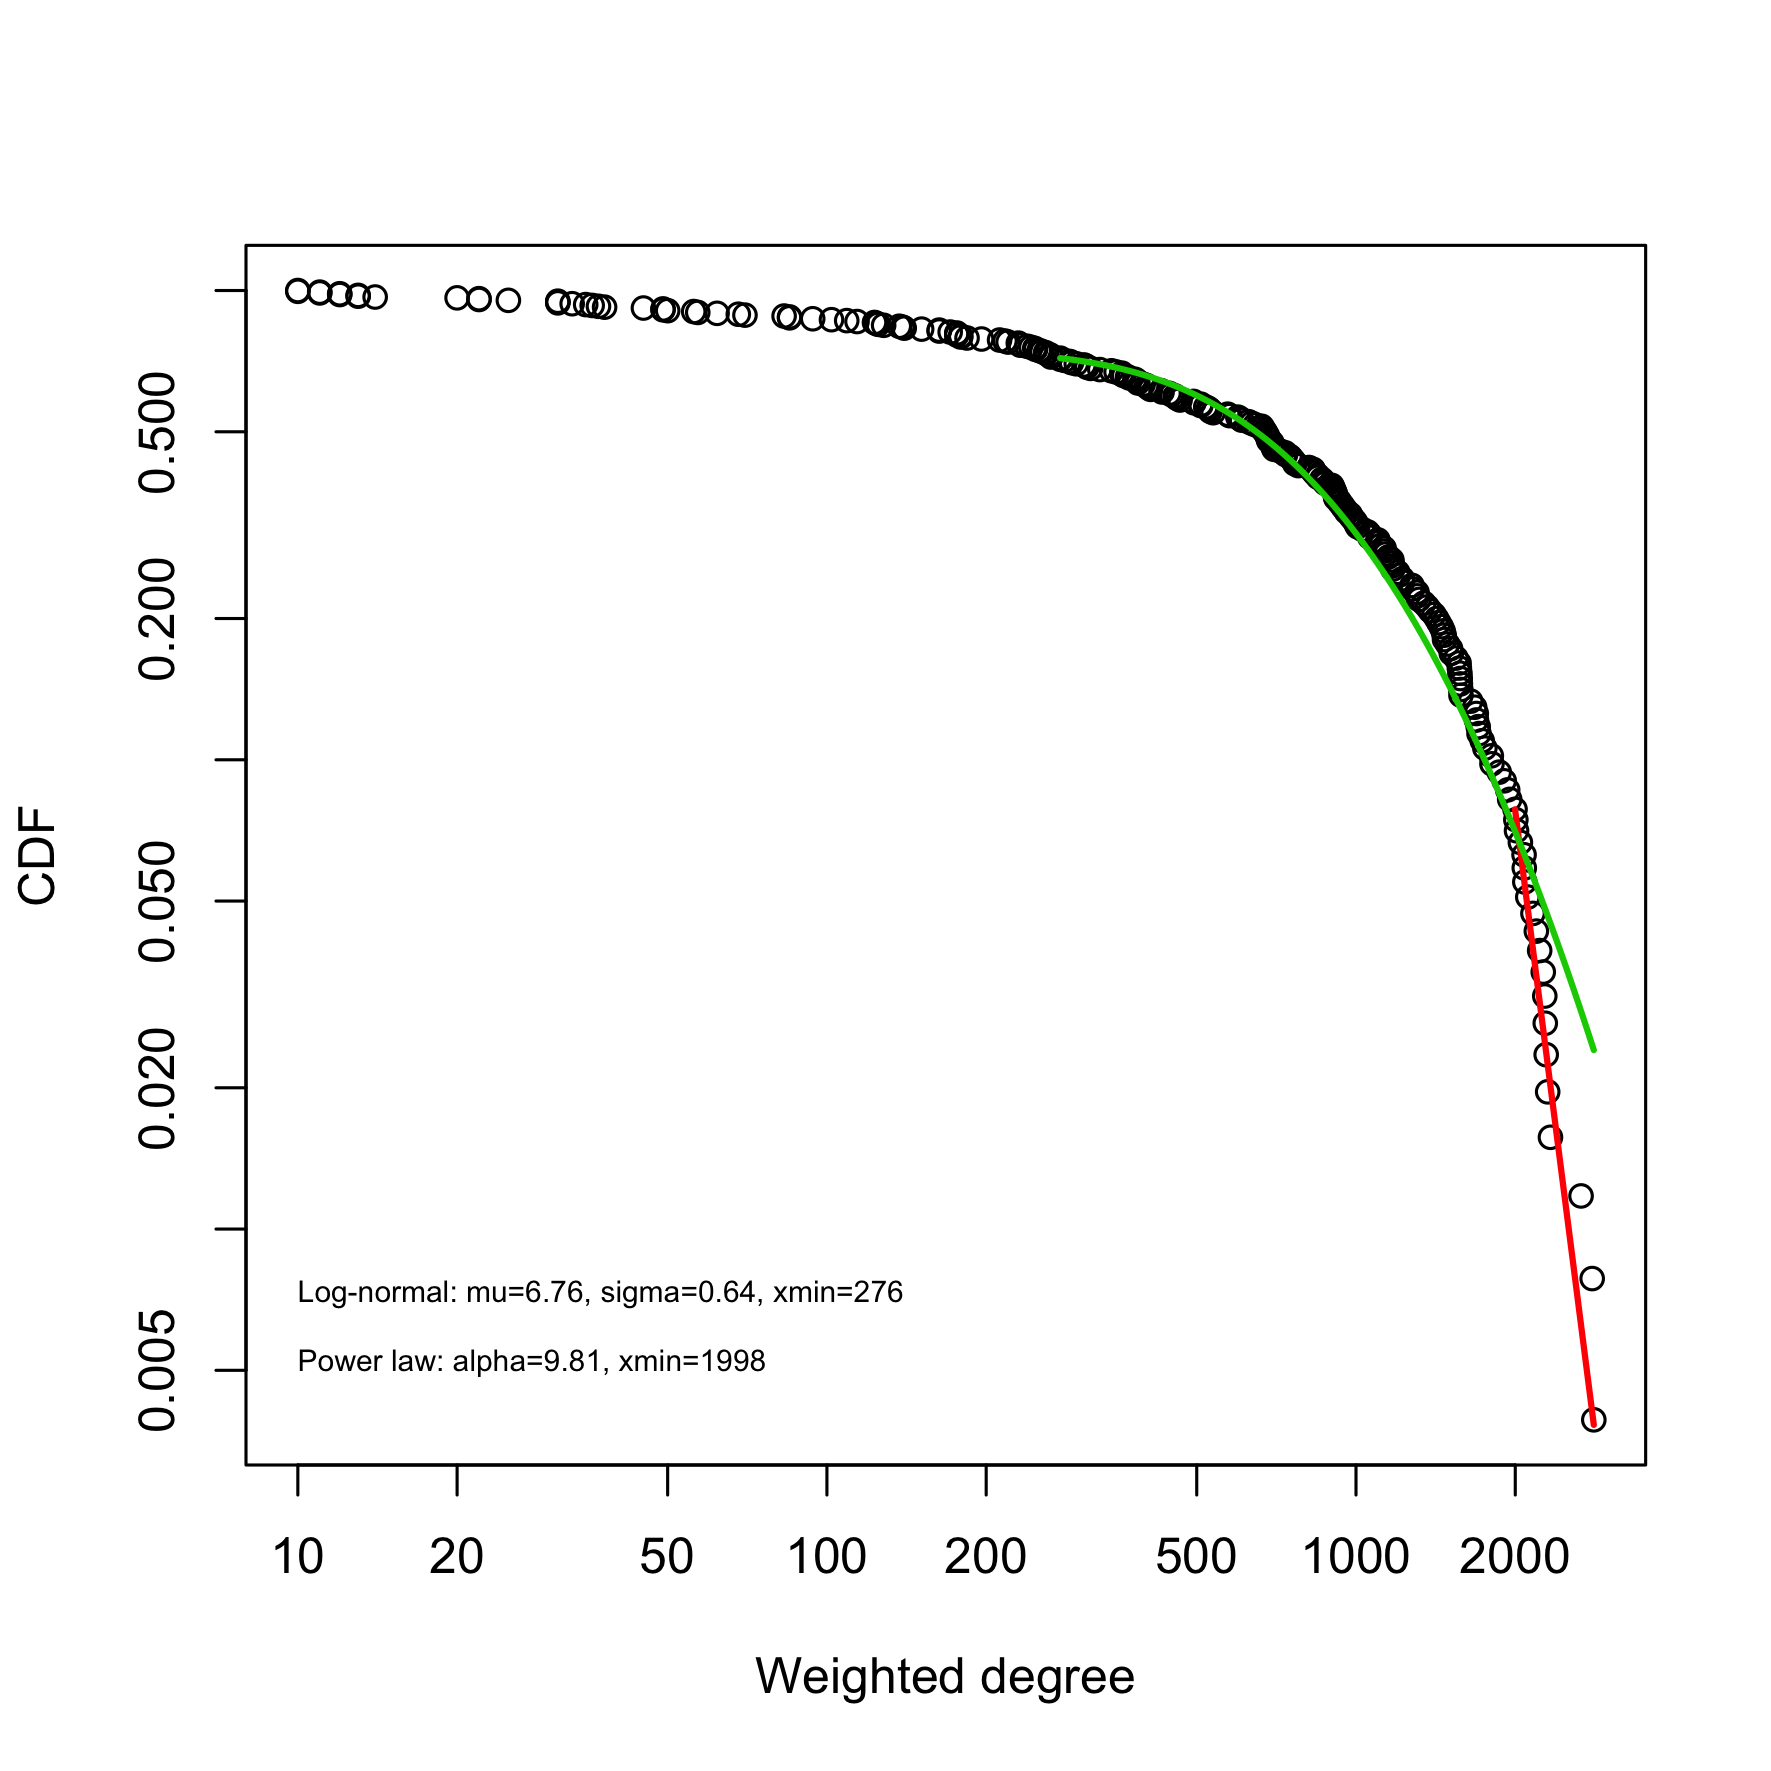 CDF
0.500
0.200
0.050
0.020
0.005
Log-normal: mu=6.76, sigma=0.64, xmin=276
Power law: alpha=9.81, xmin=1998
10 20 50 100 200 500 1000 2000
Weighted degree